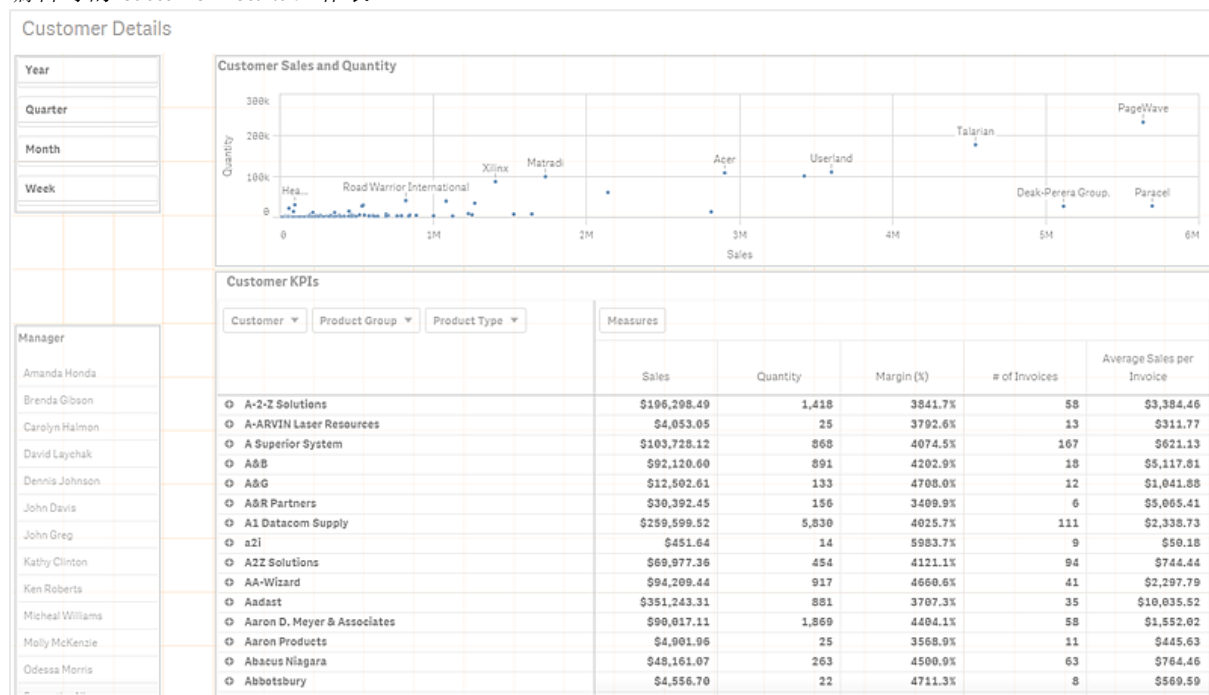 Customer Details
Year
Quarter
Month
Week
Customer Sales and Quantity
300k
200k
100k
0
Quantity
Hea...
Road Warrior International
Xilinx
Matradi
Acer
Userland
Talarian
PageWave
Deak-Perera Group.
Paracel
0 1M 2M 3M 4M 5M 6M
Sales
Manager
Amanda Honda
Brenda Gibson
Carolyn Halmon
David Laychak
Dennis Johnson
John Davis
John Greg
Kathy Clinton
Ken Roberts
Micheal Williams
Molly McKenzie
Odessa Morris
Customer KPIs
Customer Product Group Product Type Measures
Sales Quantity Margin (%) # of Invoices Average Sales per Invoice
A-2-Z Solutions $196,298.49 1,418 3841.7% 58 $3,384.46
A-ARVIN Laser Resources $4,053.05 25 3792.6% 13 $311.77
A Superior System $103,728.12 868 4074.5% 167 $621.13
A&B $92,120.60 891 4202.9% 18 $5,117.81
A&G $12,502.61 133 4708.0% 12 $1,041.88
A&R Partners $30,392.45 156 3409.9% 6 $5,065.41
A1 Datacom Supply $259,599.52 5,830 4025.7% 111 $2,338.73
a2i $451.64 14 5983.7% 9 $50.18
A2Z Solutions $69,977.36 454 4121.1% 94 $744.44
AA-Wizard $94,209.44 917 4660.6% 41 $2,297.79
Aadast $351,243.31 881 3707.3% 35 $10,035.52
Aaron D. Meyer & Associates $90,017.11 1,869 4404.1% 58 $1,552.02
Aaron Products $4,901.96 25 3568.9% 11 $445.63
Abacus Niagara $48,161.07 263 4500.9% 63 $764.46
Abbotsbury $4,556.70 22 4711.3% 8 $569.59